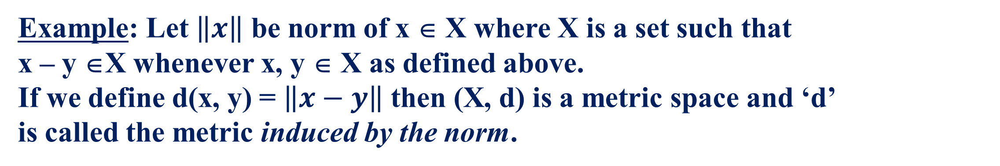 Example: Let ‖x‖ be norm of x ∈ X where X is a set such that
x – y ∈X whenever x, y ∈ X as defined above.
If we define d(x, y) = ‖x − y‖ then (X, d) is a metric space and ‘d’
is called the metric induced by the norm.